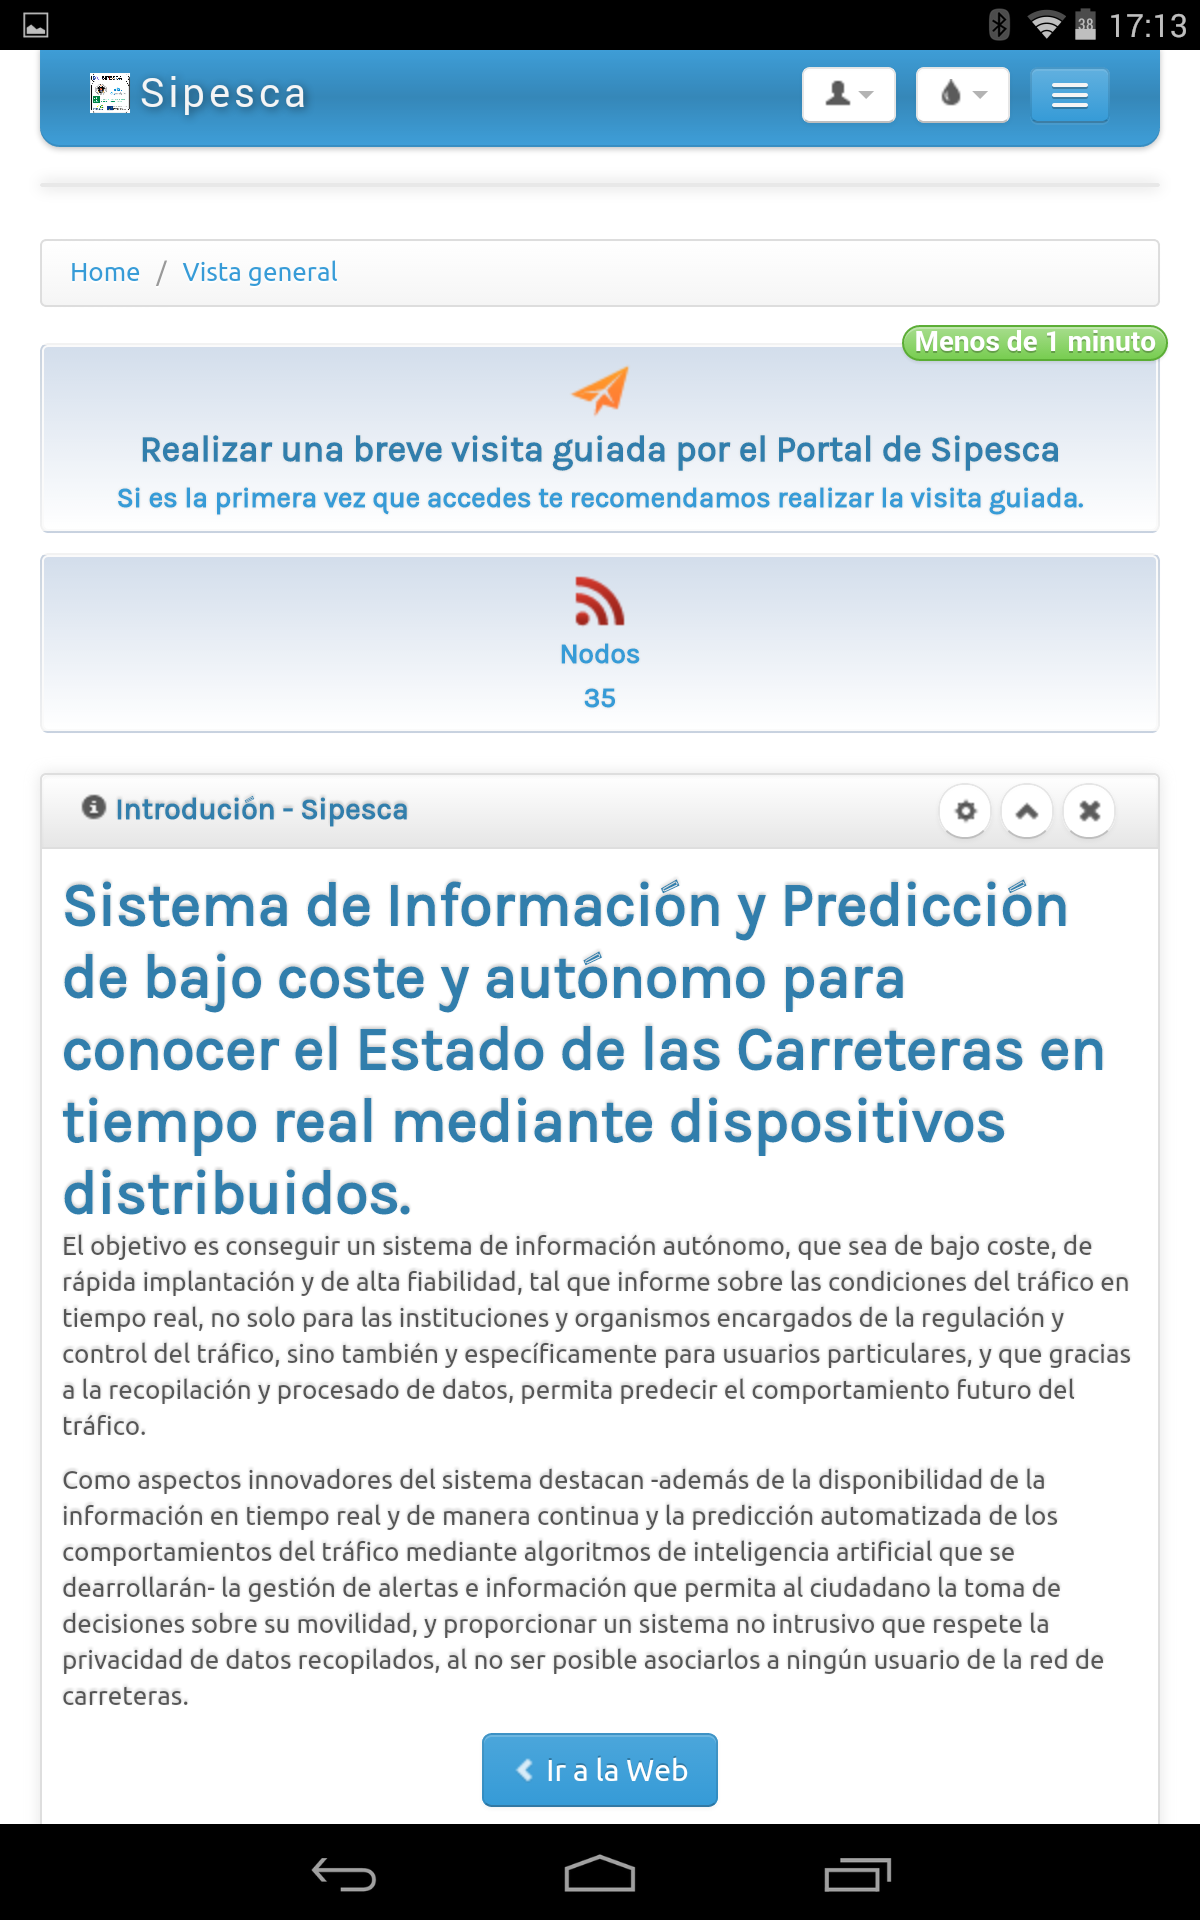 38 17:13
Sipesca
Home / Vista general
Menos de 1 minuto
Realizar una breve visita guiada por el Portal de Sipesca
Si es la primera vez que accedes te recomendamos realizar la visita guiada.
Nodos
35
Introdución - Sipesca
Sistema de Información y Predicción
de bajo coste y autónomo para
conocer el Estado de las Carreteras en
tiempo real mediante dispositivos
distribuidos.
El objetivo es conseguir un sistema de información autónomo, que sea de bajo coste, de
rápida implantación y de alta fiabilidad, tal que informe sobre las condiciones del tráfico en
tiempo real, no solo para las instituciones y organismos encargados de la regulación y
control del tráfico, sino también y específicamente para usuarios particulares, y que gracias
a la recopilación y procesado de datos, permita predecir el comportamiento futuro del
tráfico.
Como aspectos innovadores del sistema destacan -además de la disponibilidad de la
información en tiempo real y de manera continua y la predicción automatizada de los
comportamientos del tráfico mediante algoritmos de inteligencia artificial que se
dearrollarán- la gestión de alertas e información que permita al ciudadano la toma de
decisiones sobre su movilidad, y proporcionar un sistema no intrusivo que respete la
privacidad de datos recopilados, al no ser posible asociarlos a ningún usuario de la red de
carreteras.
Ir a la Web